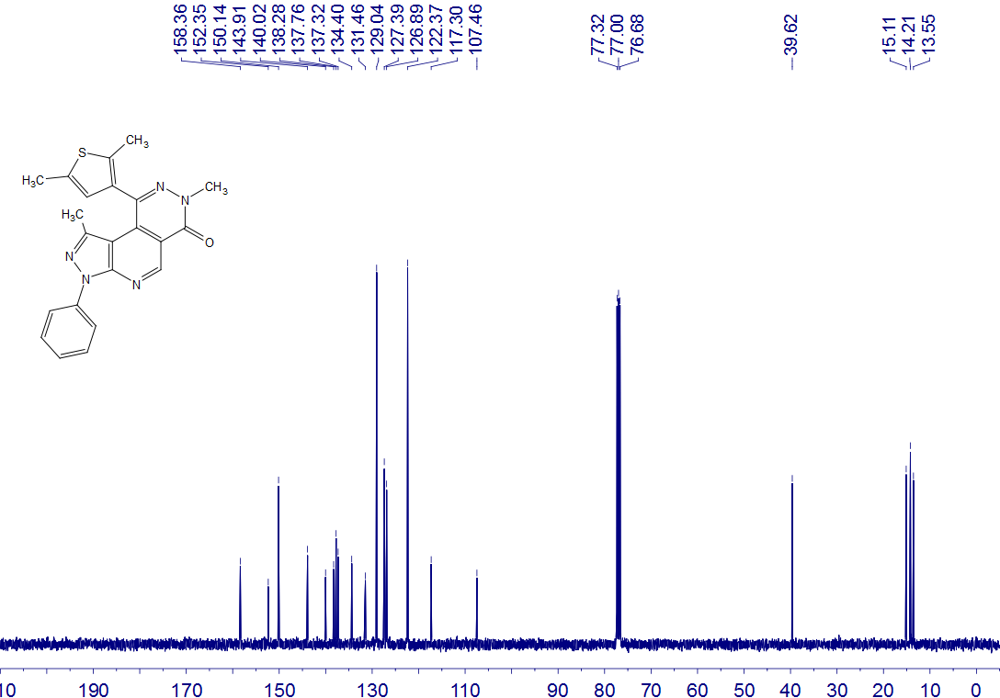 158.36
152.35
150.14
143.91
140.02
138.28
137.76
137.32
134.40
131.46
129.04
127.39
126.89
122.37
117.30
107.46
77.32
77.00
76.68
39.62
15.11
14.21
13.55
CH3
S
H3C
N
N
CH3
H3C
O
N
N
N
10 190 170 150 130 110 90 80 70 60 50 40 30 20 10 0